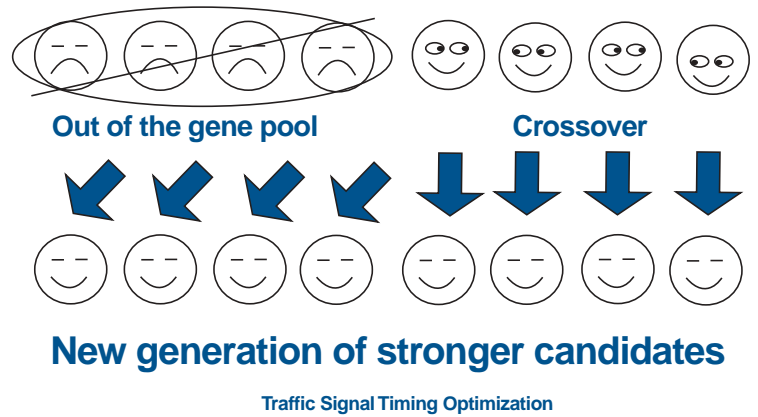 Out of the gene pool
Crossover
New generation of stronger candidates
Traffic Signal Timing Optimization